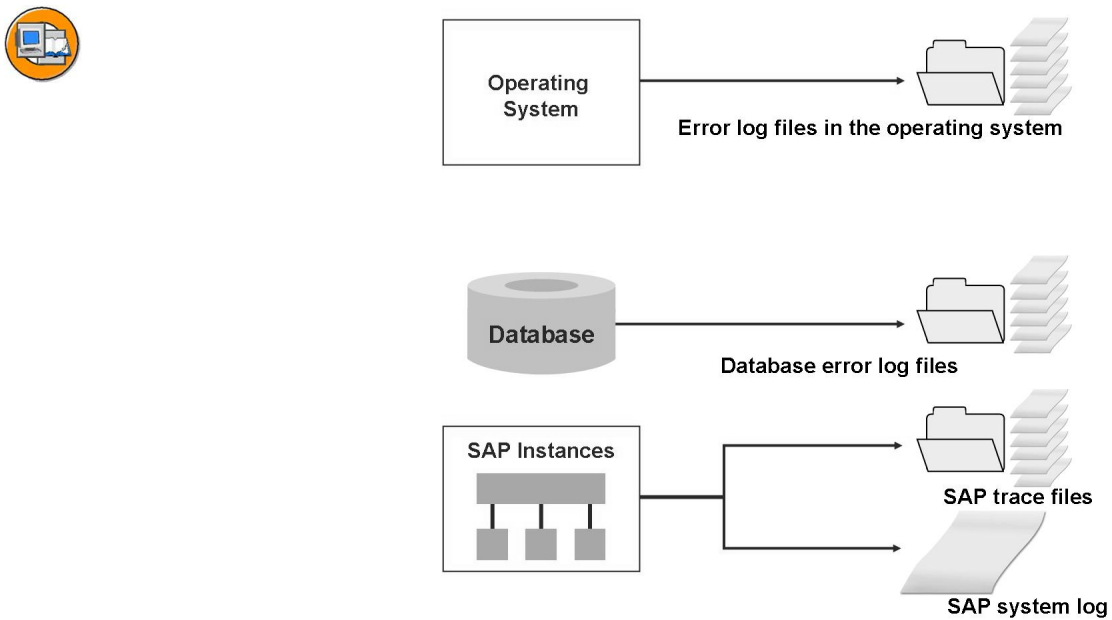 Operating
System
Error log files in the operating system
Database
Database error log files
SAP Instances
SAP trace files
SAP system log